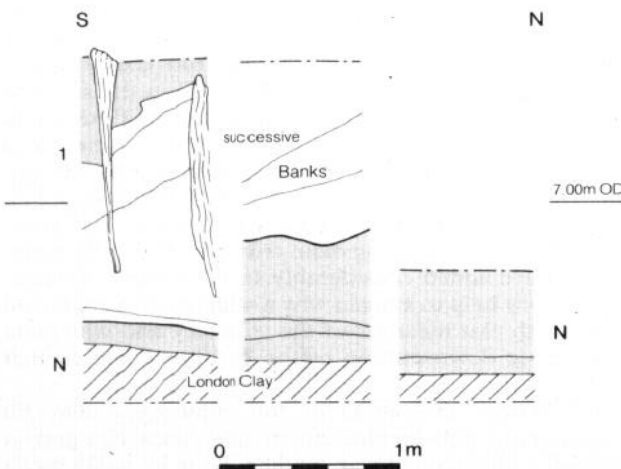 S N
successive
1
Banks
7.00m OD
N
N
London Clay
0 1m